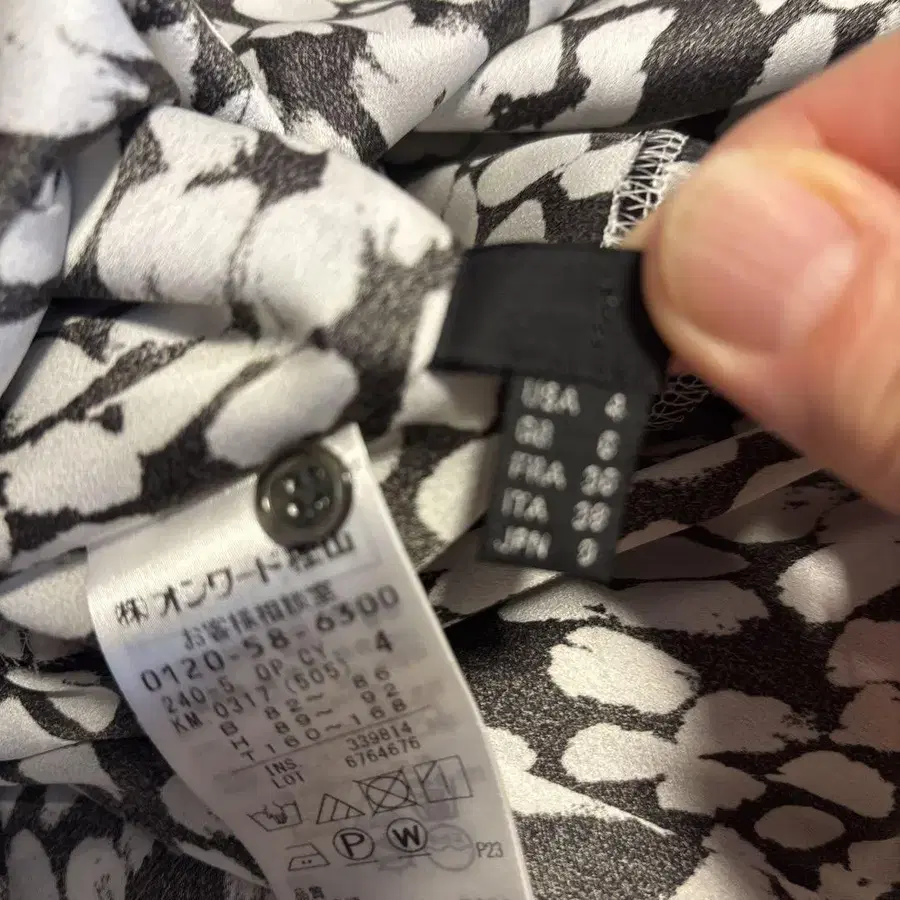 USA 4
GB 6
FRA 36
ITA 38
JPN 9
(株)オンワード樫山
お客様相談室
0120-58-6300
240-5 OP CY 4
KM 0317 (505)
B 82～ 86
H 89～ 92
T 160～168
INS. 339814
LOT 6764676
P
W
P23
品質